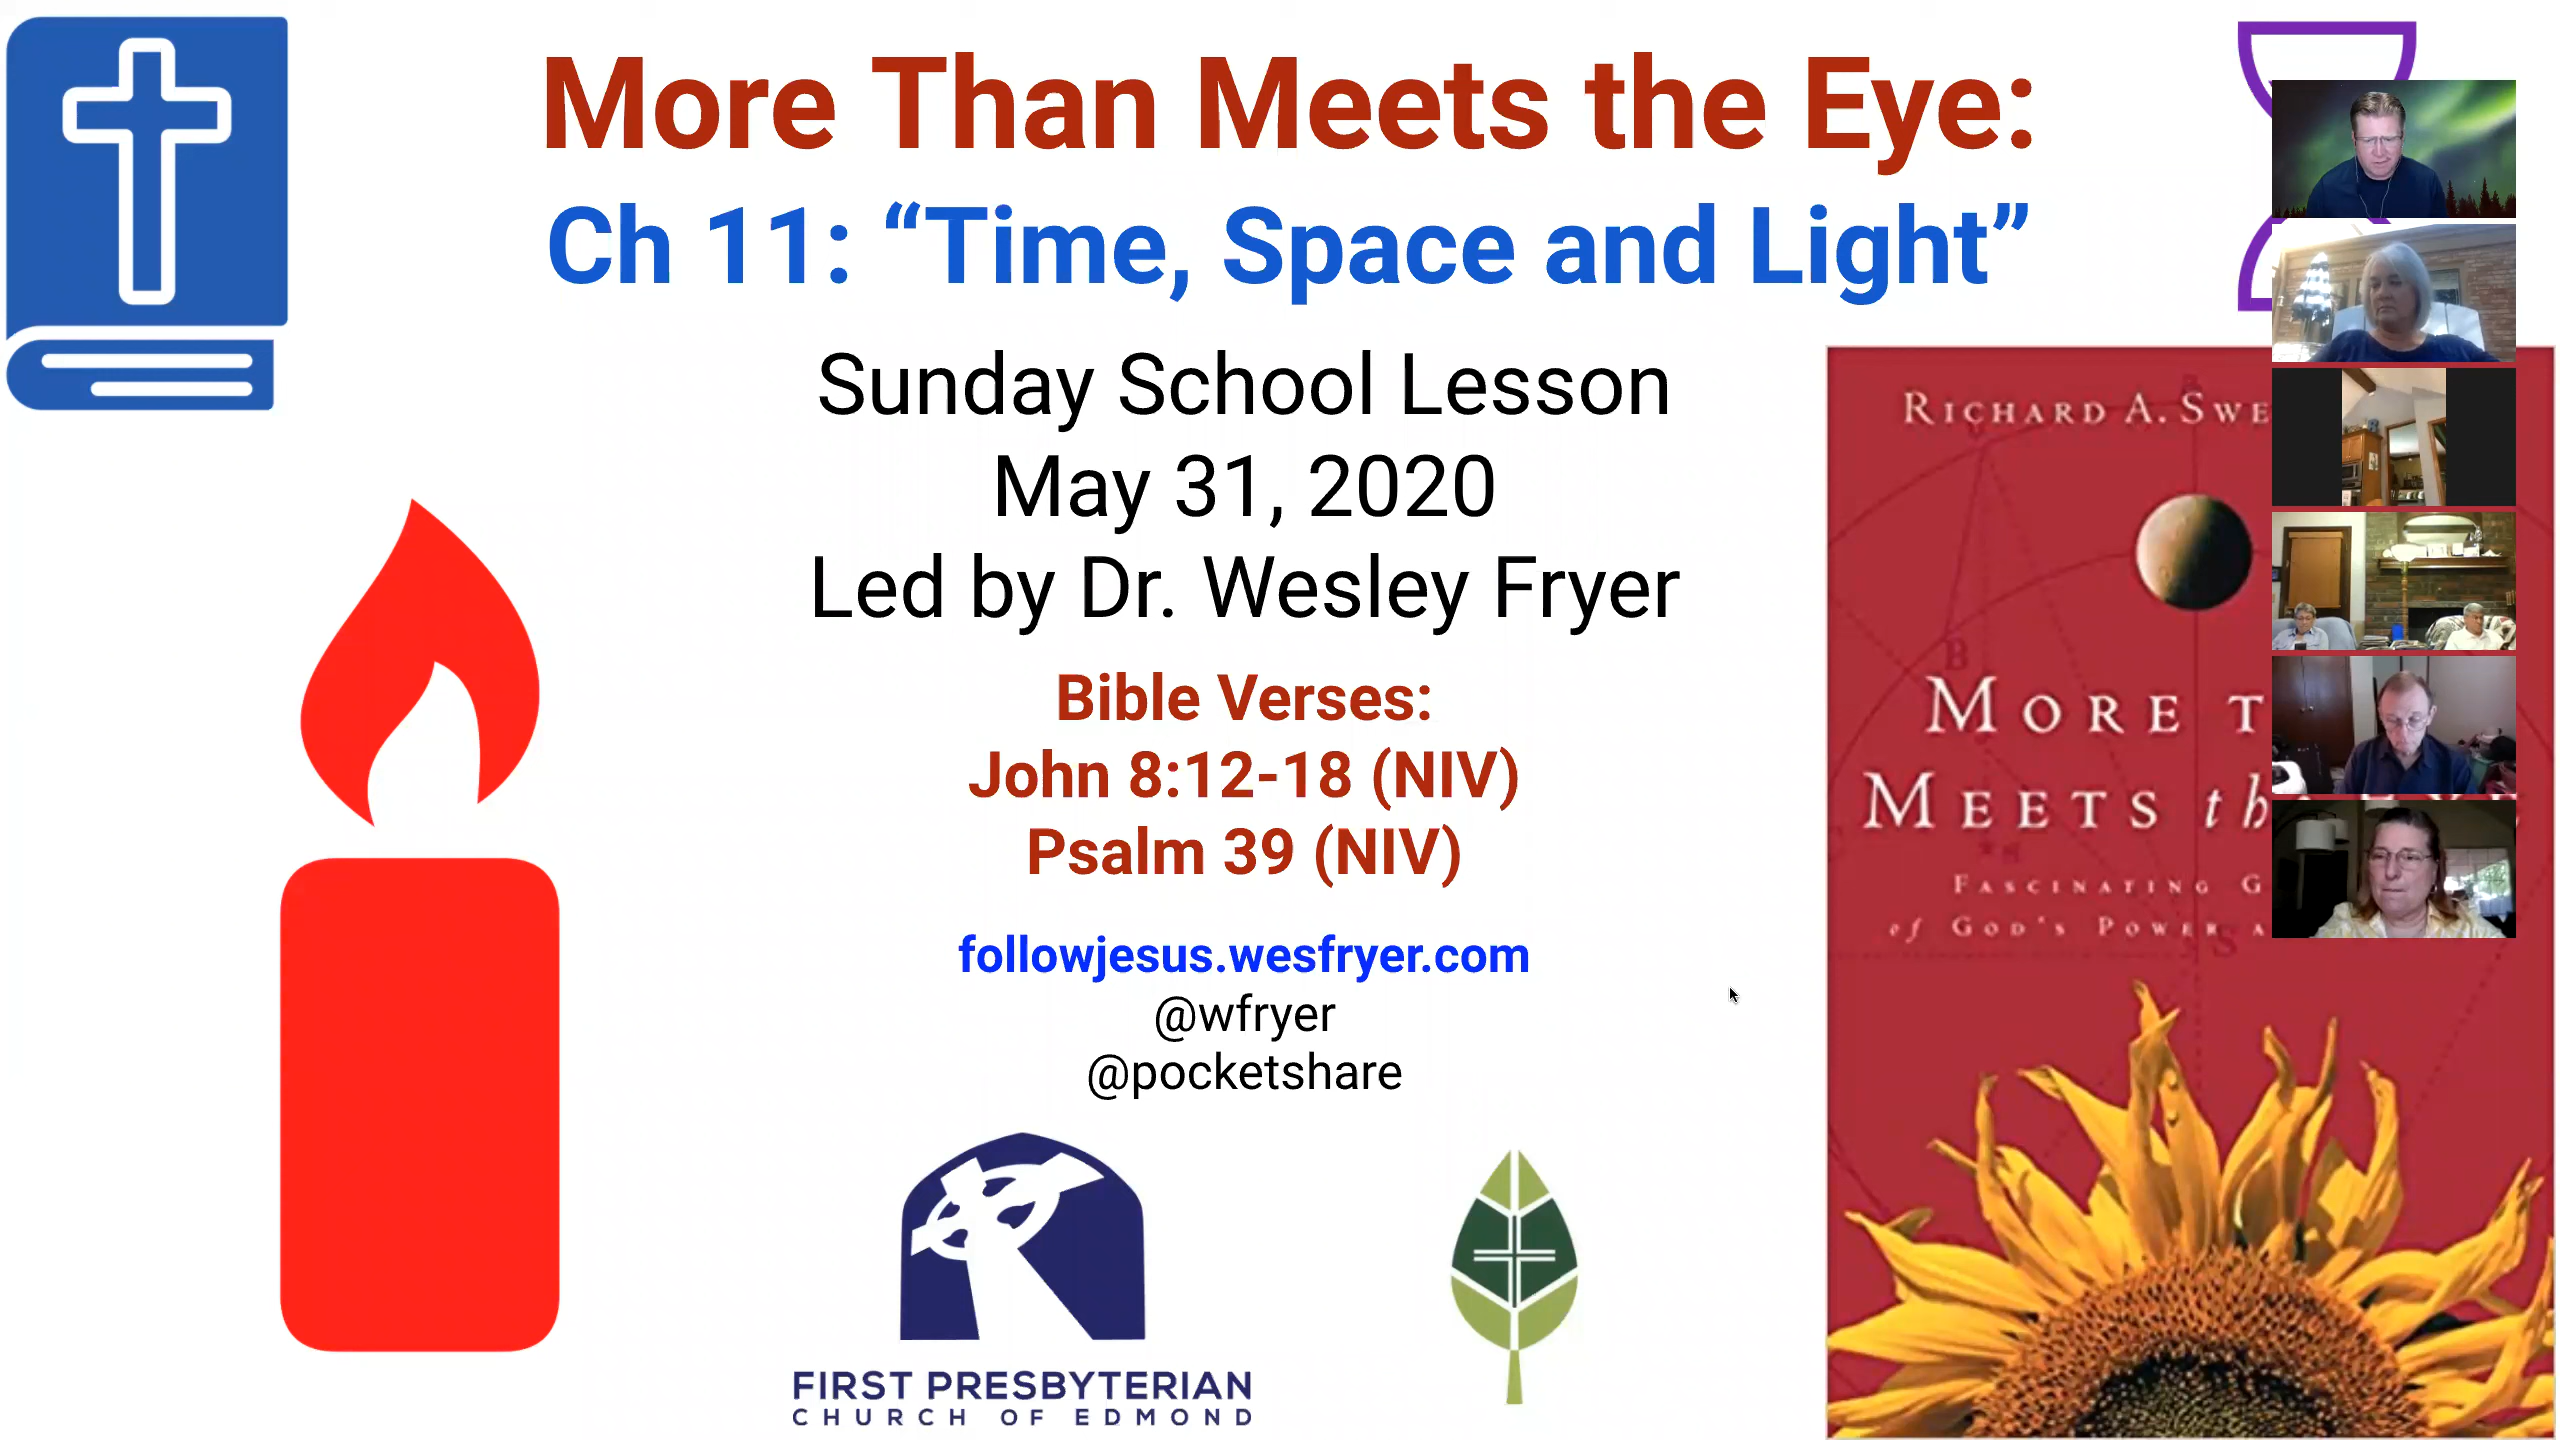 More Than Meets the Eye:
Ch 11: “Time, Space and Light”
Sunday School Lesson
May 31, 2020
Led by Dr. Wesley Fryer
Bible Verses:
John 8:12-18 (NIV)
Psalm 39 (NIV)
followjesus.wesfryer.com
@wfryer
@pocketshare
FIRST PRESBYTERIAN
CHURCH OF EDMOND
RICHARD A. SWE
MORE T
MEETS th
FASCINATING G
of GOD'S POWER A